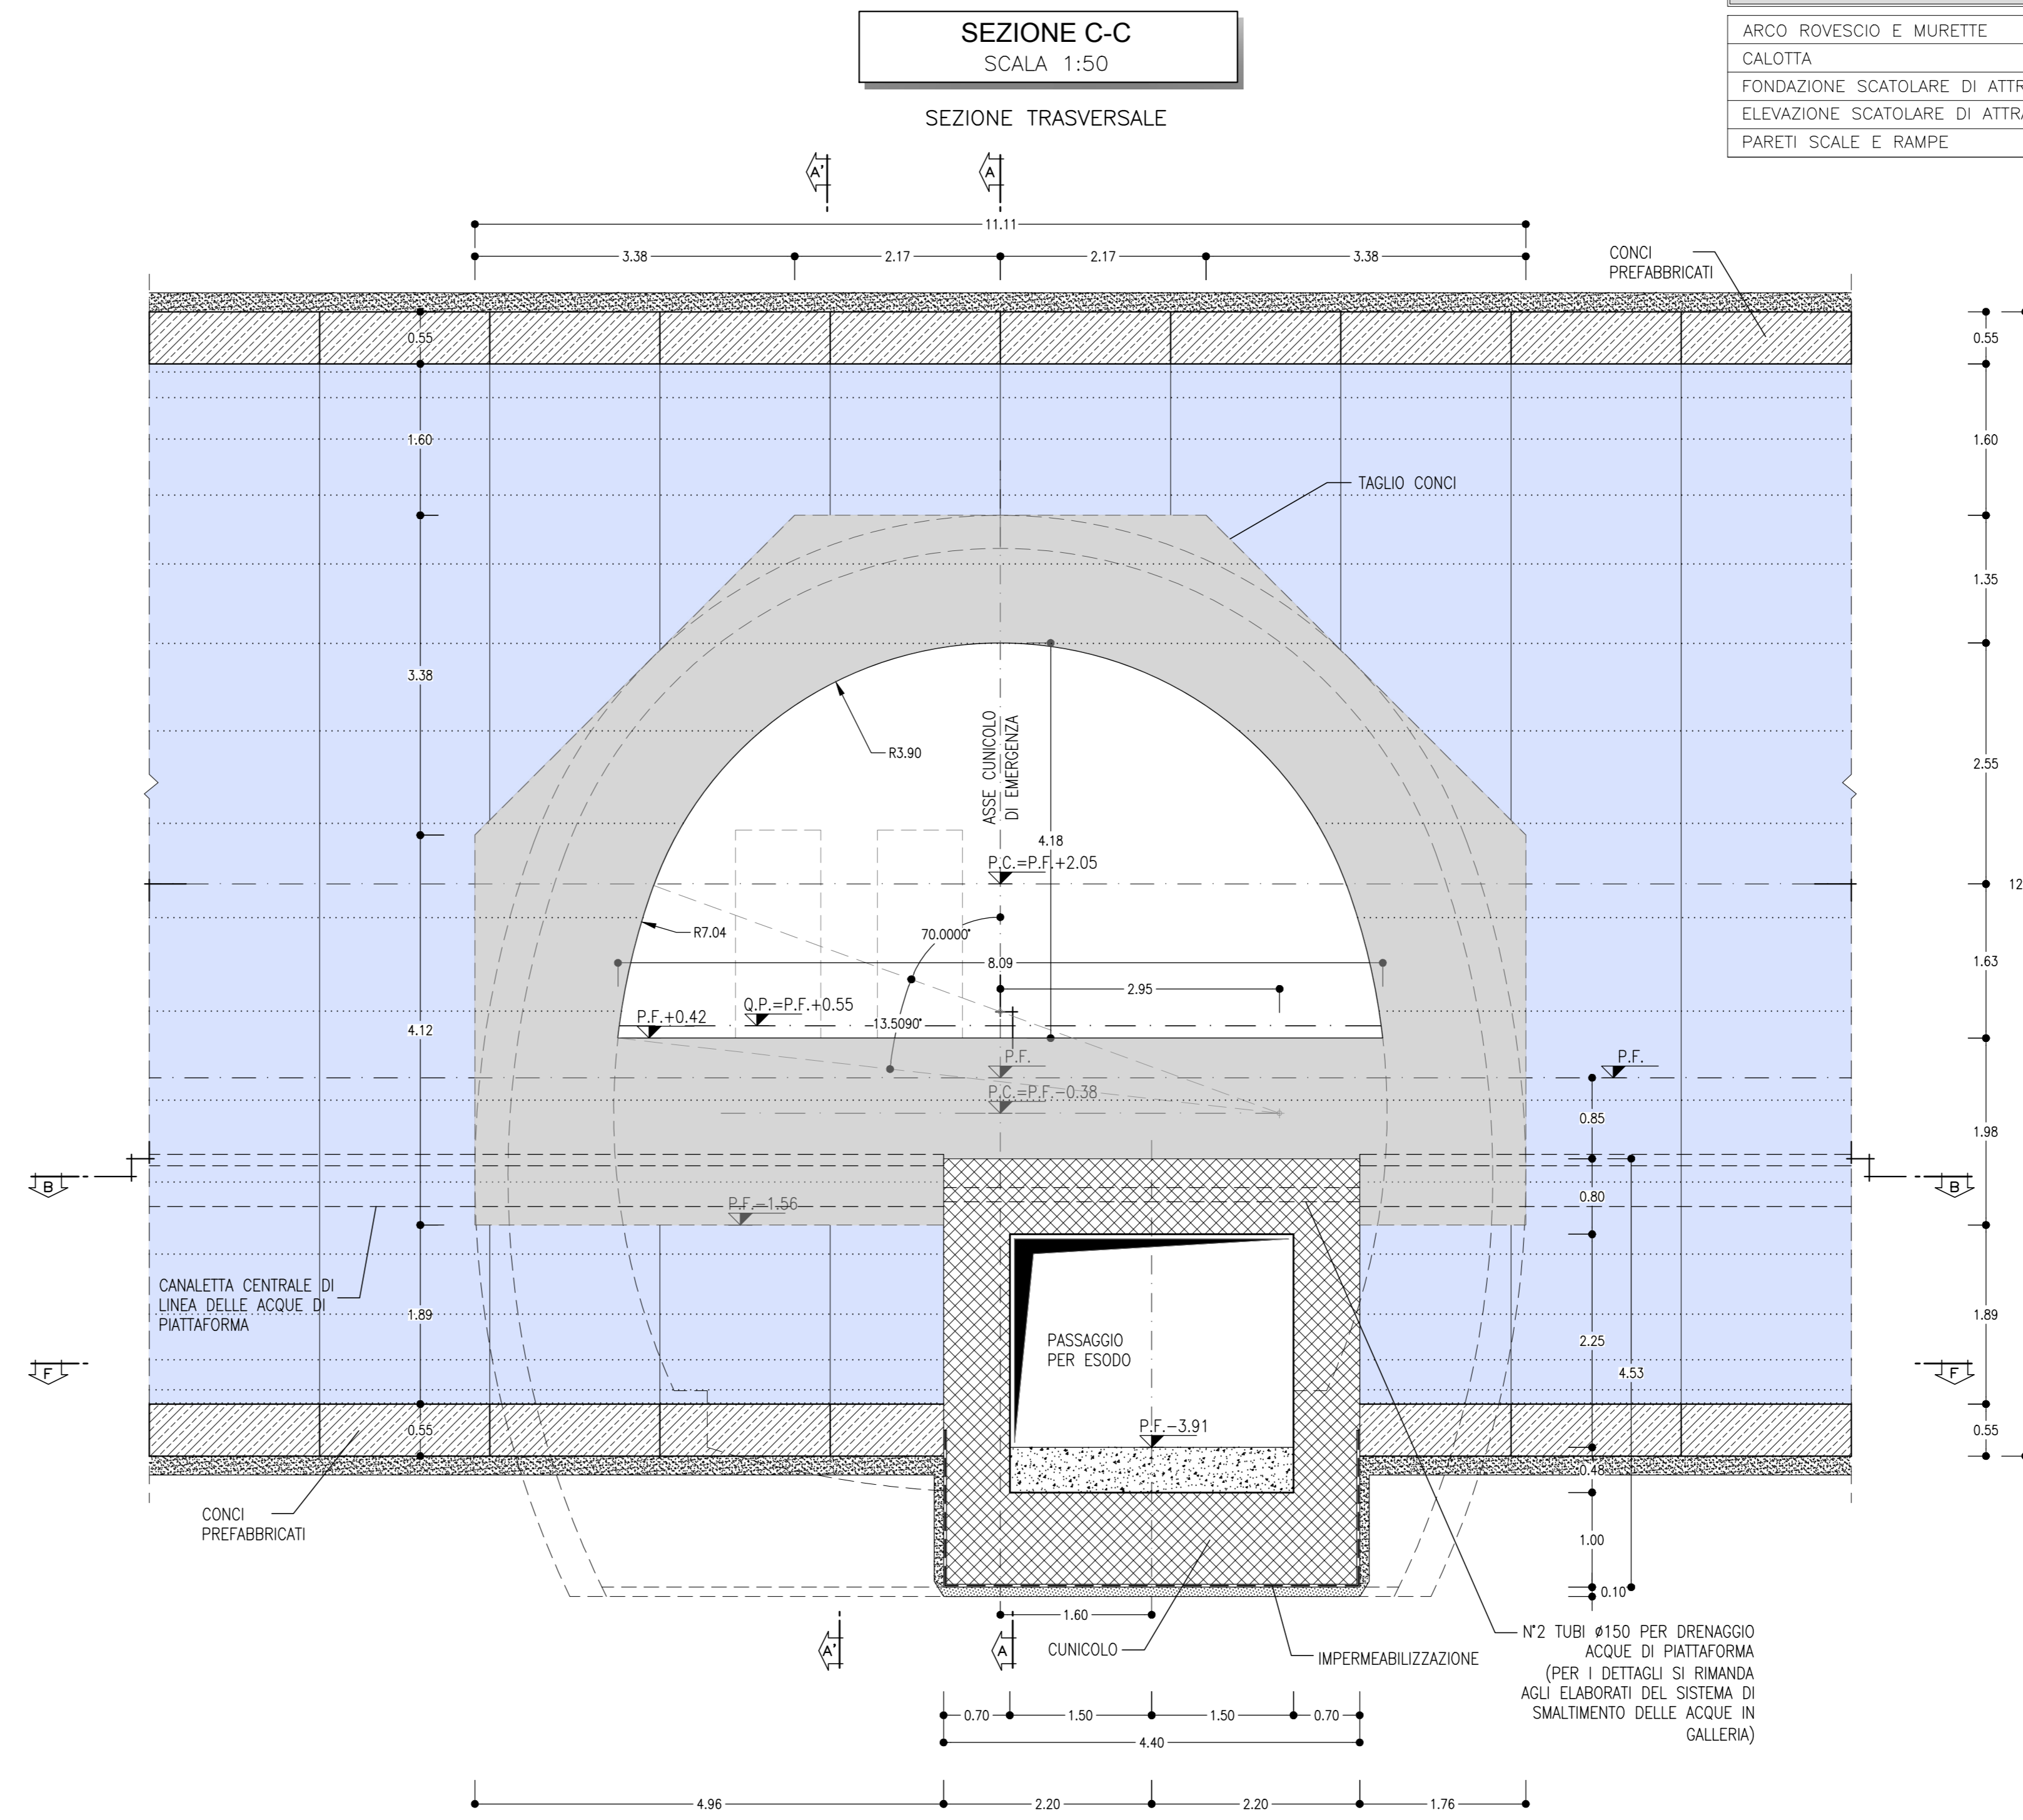 SEZIONE C-C
SCALA 1:50
SEZIONE TRASVERSALE
ARCO ROVESCIO E MURETTE
CALOTTA
FONDAZIONE SCATOLARE DI ATTR
ELEVAZIONE SCATOLARE DI ATTRA
PARETI SCALE E RAMPE
A'
A
11.11
3.38
2.17
2.17
3.38
CONCI
PREFABBRICATI
0.55
0.55
1.60
1.60
TAGLIO CONCI
1.35
3.38
R3.90
ASSE CUNICOLO
DI EMERGENZA
2.55
4.18
P.C.=P.F.+2.05
12
R7.04
70.0000°
8.09
1.63
2.95
Q.P.=P.F.+0.55
P.F.+0.42
13.5090°
4.12
P.F.
P.F.
P.C.=P.F.-0.38
0.85
1.98
B
B
0.80
P.F.-1.56
CANALETTA CENTRALE DI
LINEA DELLE ACQUE DI
PIATTAFORMA
1.89
1.89
PASSAGGIO
PER ESODO
2.25
F
F
4.53
P.F.-3.91
0.55
0.55
0.48
CONCI
PREFABBRICATI
1.00
0.10
1.60
A'
A
CUNICOLO
IMPERMEABILIZZAZIONE
N°2 TUBI ø150 PER DRENAGGIO
ACQUE DI PIATTAFORMA
(PER I DETTAGLI SI RIMANDA
AGLI ELABORATI DEL SISTEMA DI
SMALTIMENTO DELLE ACQUE IN
GALLERIA)
0.70
1.50
1.50
0.70
4.40
4.96
2.20
2.20
1.76